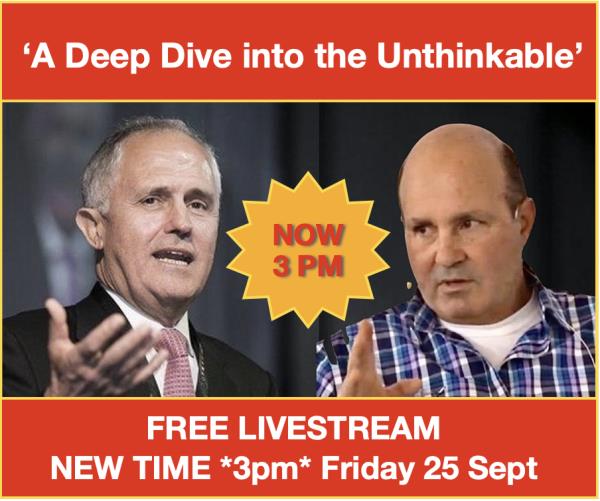 ‘A Deep Dive into the Unthinkable’
NOW
3 PM
FREE LIVESTREAM
NEW TIME *3pm* Friday 25 Sept